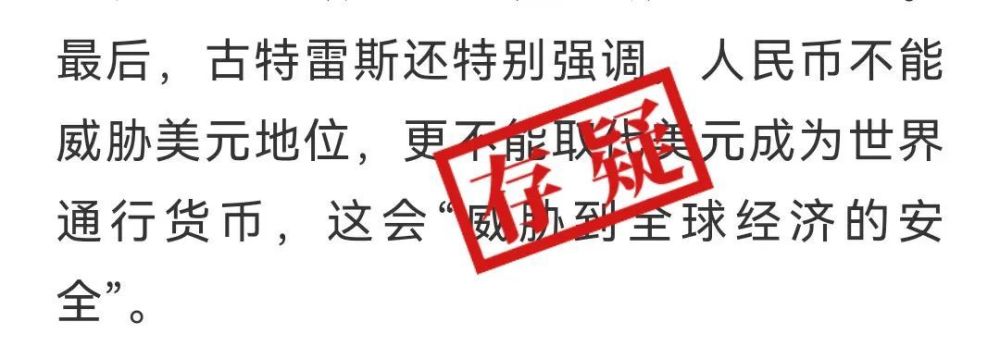 最后，古特雷斯还特别强调，人民币不能
威胁美元地位，更不能取代美元成为世界
通行货币，这会“威胁到全球经济的安
全”。
存疑